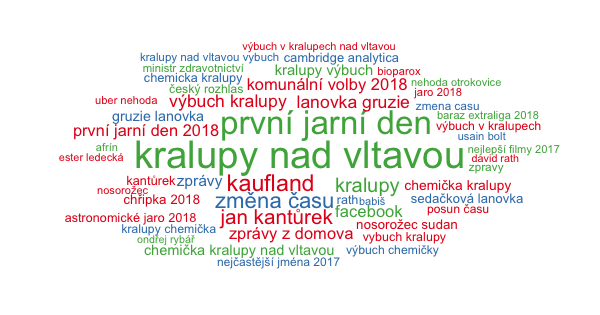 výbuch v kralupech nad vltavou
kralupy nad vltavou vybuch cambridge analytica
ministr zdravotnictví kralupy výbuch bioparox
chemicka kralupy nehoda otrokovice
český rozhlas komunální volby 2018 jaro 2018
uber nehoda výbuch kralupy lanovka gruzie zmena casu
gruzie lanovka baraz extraliga 2018
první jarní den 2018 první jarní den výbuch v kralupech
usain bolt
afrín kralupy nad vltavou nejlepší filmy 2017
ester ledecká david rath
zpravy
kantůrek zprávy kaufland kralupy chemička kralupy
nosorožec
chřipka 2018 změna času rath babiš sedačková lanovka
astronomické jaro 2018 jan kantůrek facebook posun času
kralupy chemička nosorožec sudan
ondřej rybář zprávy z domova vybuch kralupy
chemička kralupy nad vltavou výbuch chemičky
nejčastější jména 2017